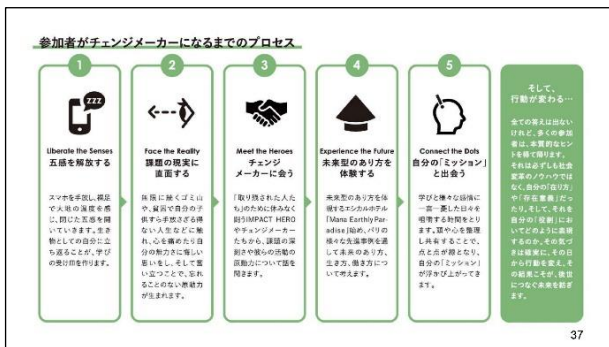 参加者がチェンジメーカーになるまでのプロセス
1
ZZZ
Liberate the Senses
五感を解放する
スマホを手放し、裸足
で大地の温度を感
じ、閉じた五感を開
いていきます。生き
物としての自分に立
ち返ることが、学び
の受け皿を作ります。
2
Face the Reality
課題の現実に
直面する
無限に続くゴミ山
や、貧困で自分の子
供すら手放さざる得
ない人生などに触
れ、心を痛めたり自
分の無力さに悔しい
思いをし、そして奮
い立つことで、忘れ
ることのない原動力
が生まれます。
3
Meet the Heroes
チェンジ
メーカーに会う
「取り残された人た
ち」のために休みなく
闘うIMPACT HERO
やチェンジメーカー
たちから、課題の深
刻さや彼らの活動の
原動力について話を
聞きます。
4
Experience the Future
未来型のあり方を
体験する
未来型のあり方を体
現するエシカルホテル
「Mana Earthly Par-
adise」始め、バリの
様々な先進事例を通
して未来のあり方、
生き方、働き方につ
いて考えます。
5
Connect the Dots
自分の「ミッション」
と出会う
学びと様々な感情に
一喜一憂した日々を
咀嚼する時間をとり
ます。頭や心を整理
し共有することで、
点と点が線となり、
自分の「ミッション」
が浮かび上がってき
ます。
そして、
行動が変わる…
全ての答えは出ない
けれど、多くの参加
者は、本質的なヒン
トを得て帰ります。
それは必ずしも社会
変革のノウハウでは
なく、自分の「在り方」
や「存在意義」だっ
たり。そして、それを
自分の「役割」にお
いてどのように表現
するのか。その気づ
きは確実に、その日
から行動を変え、そ
の結果こそが、後世
につなぐ未来を紡ぎ
ます。
37